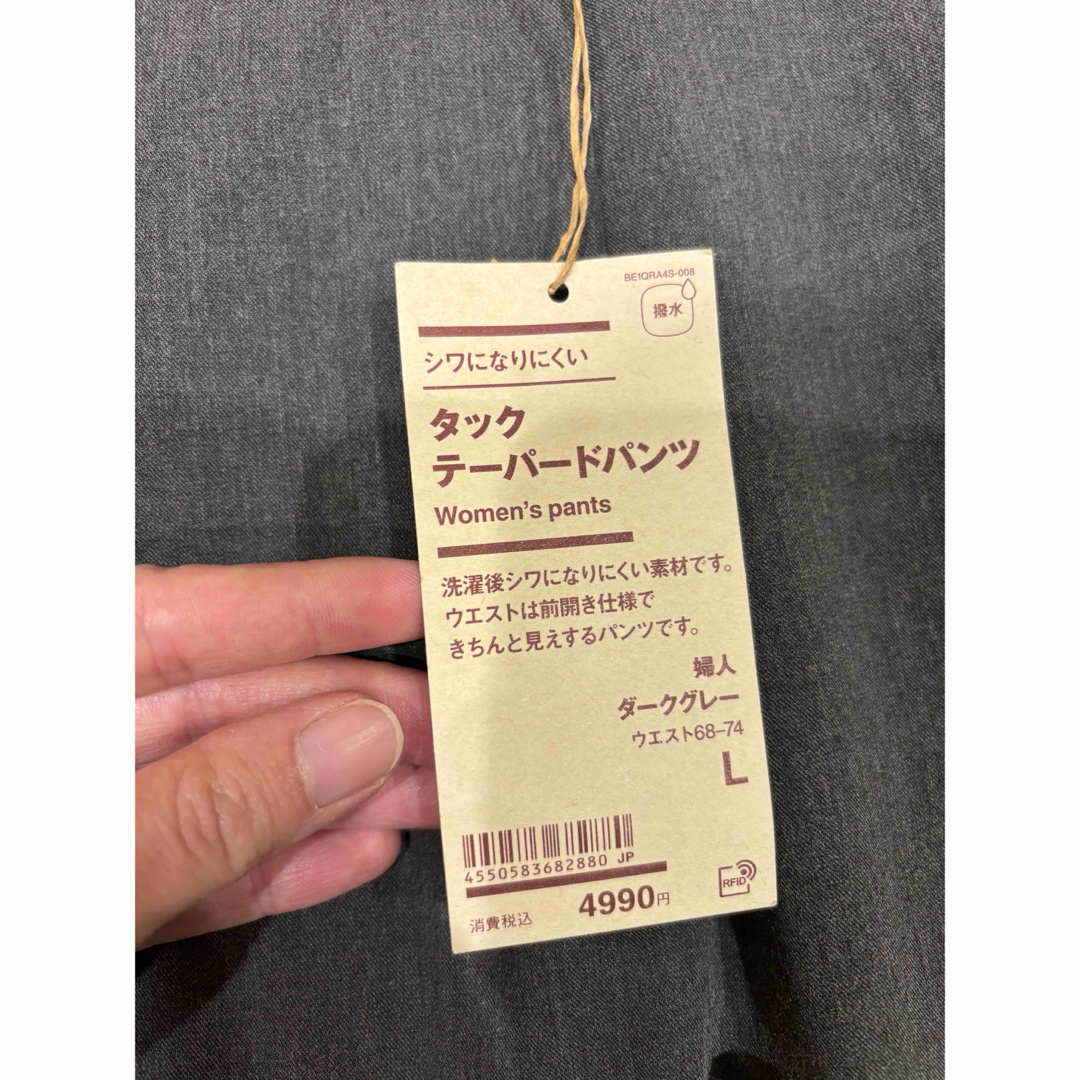 BE1QRA4S-008
撥水
シワになりにくい
タック
テーパードパンツ
Women's pants
洗濯後シワになりにくい素材です。
ウエストは前開き仕様で
きちんと見えするパンツです。
婦人
ダークグレー
ウエスト68-74
L
4550583682880 JP
RFID
消費税込 4990円